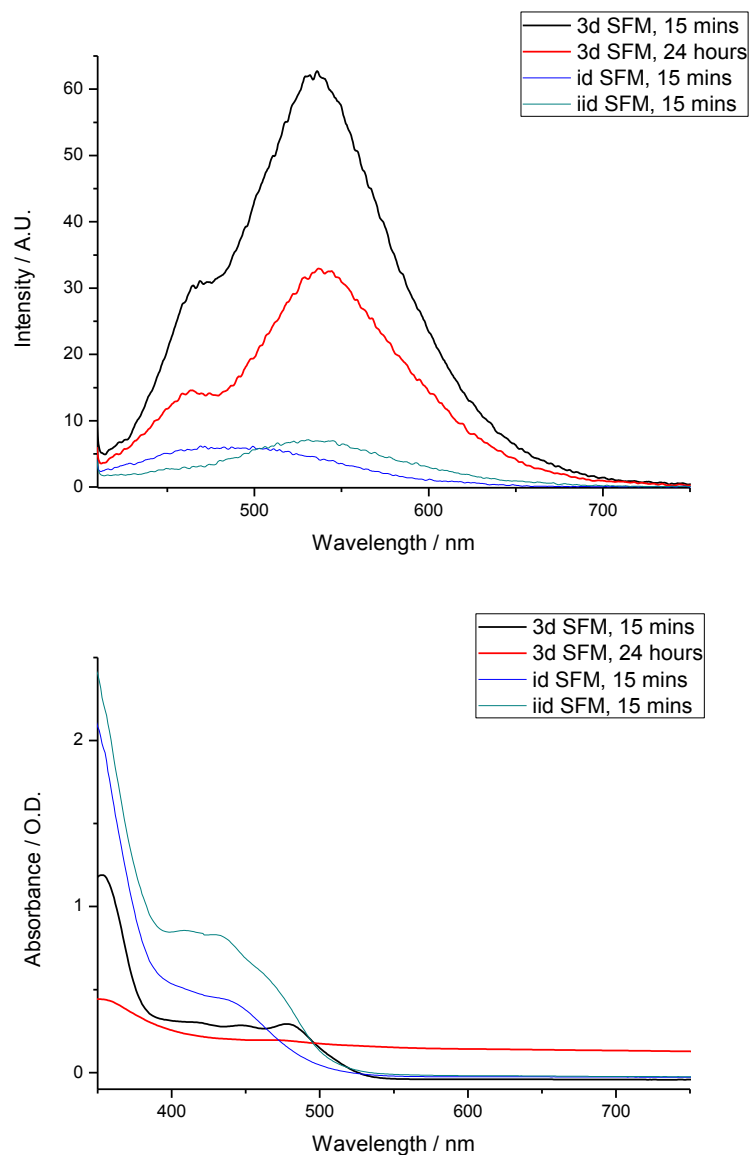 3d SFM, 15 mins
3d SFM, 24 hours
id SFM, 15 mins
iid SFM, 15 mins
60
50
40
30
20
10
0
Intensity / A.U.
500
600
700
Wavelength / nm
3d SFM, 15 mins
3d SFM, 24 hours
id SFM, 15 mins
iid SFM, 15 mins
2
1
0
Absorbance / O.D.
400
500
600
700
Wavelength / nm